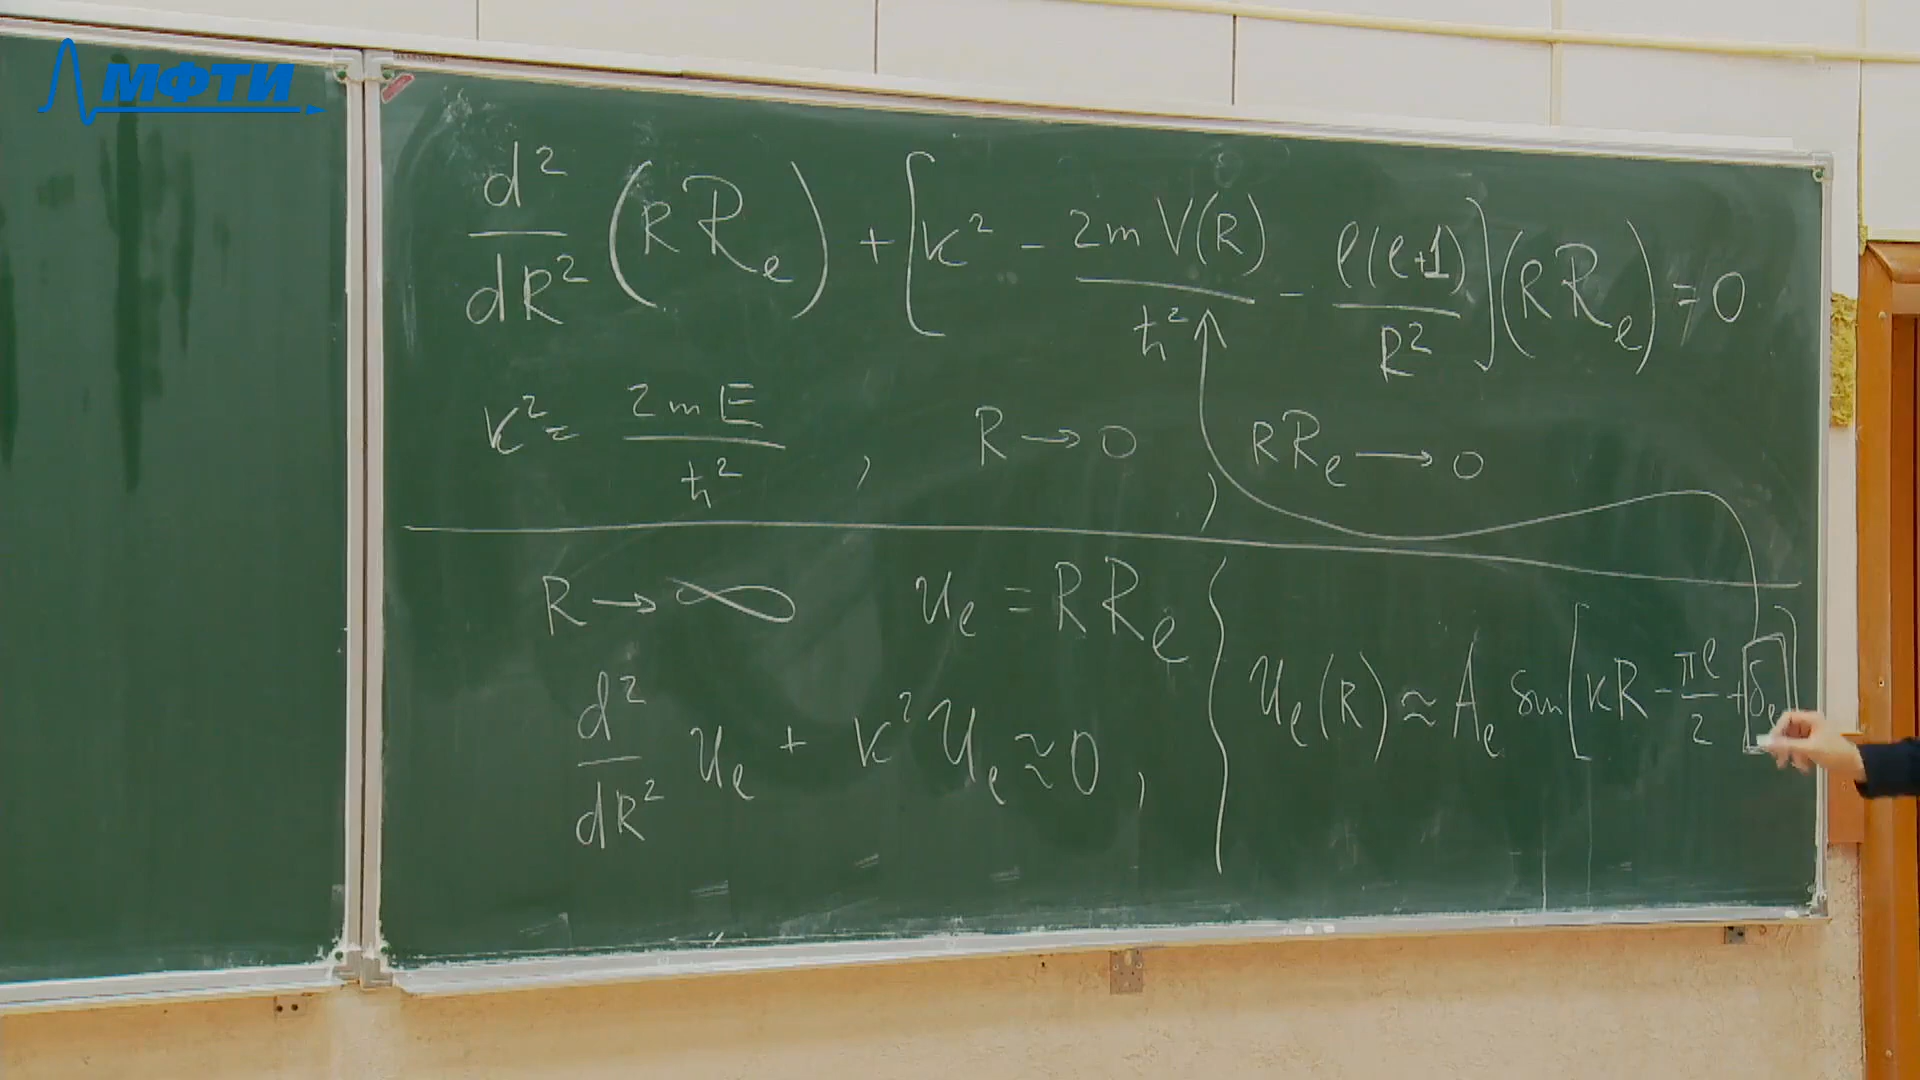 МФТИ
d²/dR² (R R_ℓ) + [k² - 2mV(R)/ħ² - ℓ(ℓ+1)/R²] (R R_ℓ) = 0
k² = 2mE/ħ² , R → 0 , R R_ℓ → 0
R → ∞ u_ℓ = R R_ℓ
d²/dR² u_ℓ + k² u_ℓ ≈ 0 ,
u_ℓ(R) ≈ A_ℓ sin[kR - πℓ/2 + δ_ℓ]